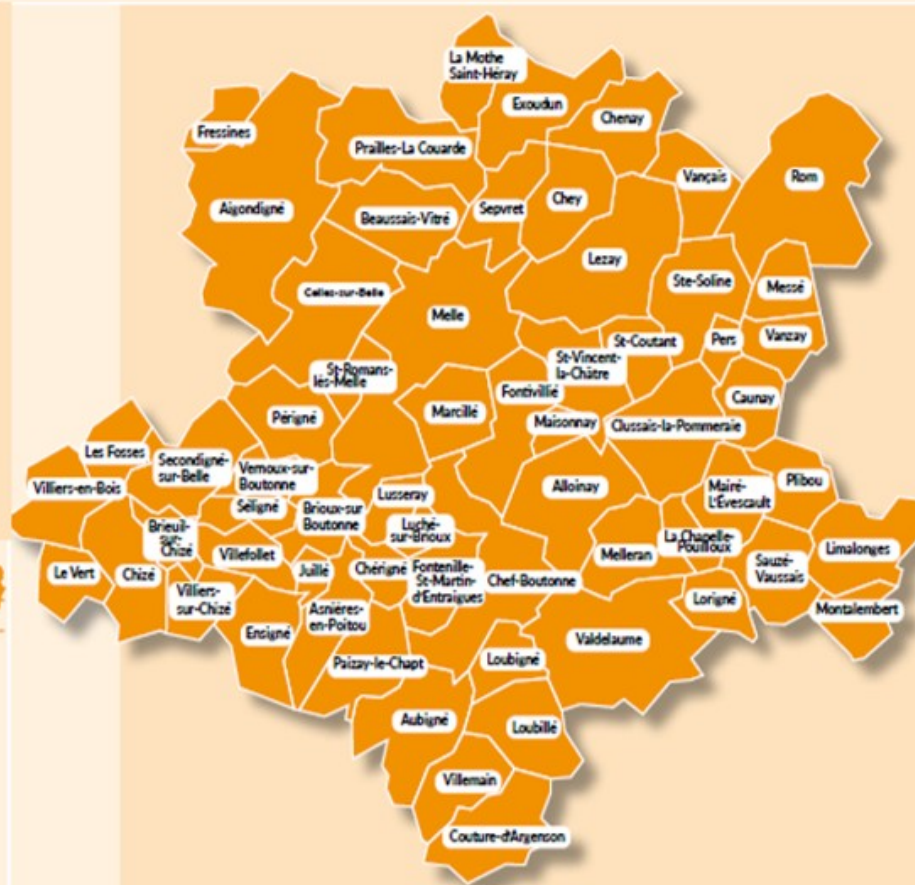 La Mothe
Saint-Héray
Exoudun
Chenay
Fressines
Prailles-La Couarde
Vançais
Rom
Aigondigné
Beaussais-Vitré
Sepvret
Chey
Lezay
Ste-Soline
Messé
Celles-sur-Belle
Melle
St-Coutant
Pers
Vanzay
St-Vincent-
la-Châtre
St-Romans-
lès-Melle
Fontivillié
Caunay
Périgné
Marcillé
Maisonnay
Clussais-la-Pommeraie
Les Fosses
Secondigné-
sur-Belle
Vernoux-sur-
Boutonne
Villiers-en-Bois
Lusseray
Alloinay
Mairé-
L'Evescault
Plibou
Séligné
Brioux-sur
Boutonne
Brieuil-
sur-
Chizé
Luché-
sur-Brioux
La Chapelle-
Pouilloux
Limalonges
Villefollet
Melleran
Sauzé-
Vaussais
Le Vert
Chizé
Juillé
Chérigné
Fontenille-
St-Martin-
d'Entraigues
Chef-Boutonne
Villiers-
sur-Chizé
Lorigné
Montalembert
Asnières-
en-Poitou
Ensigné
Valdelaume
Paizay-le-Chapt
Loubigné
Aubigné
Loubillé
Villemain
Couture-d'Argenson